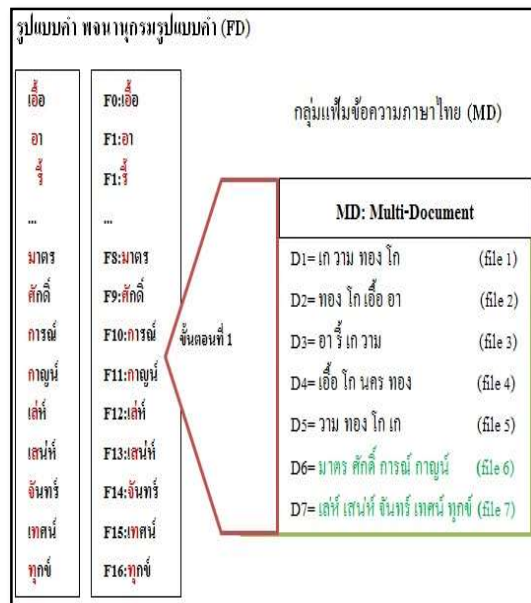 รูปแบบคำ พจนานุกรมรูปแบบคำ (FD)
เอื้อ
อา
...
มาตร
ศักดิ์
การณ์
กาญน์
เล่ห์
เสน่ห์
จันทร์
เทศน์
ทุกข์
F0:เอื้อ
F1:อา
F1:
...
F8:มาตร
F9:ศักดิ์
F10:การณ์
F11:กาญน์
F12:เล่ห์
F13:เสน่ห์
F14:จันทร์
F15:เทศน์
F16:ทุกข์
ขั้นตอนที่ 1
กลุ่มแฟ้มข้อความภาษาไทย (MD)
MD: Multi-Document
D1= เก วาม ทอง โก (file 1)
D2= ทอง โก เอื้อ อา (file 2)
D3= อา รี้ เก วาม (file 3)
D4= เอื้อ โก นคร ทอง (file 4)
D5= วาม ทอง โก เก (file 5)
D6= มาตร ศักดิ์ การณ์ กาญน์ (file 6)
D7= เล่ห์ เสน่ห์ จันทร์ เทศน์ ทุกข์ (file 7)